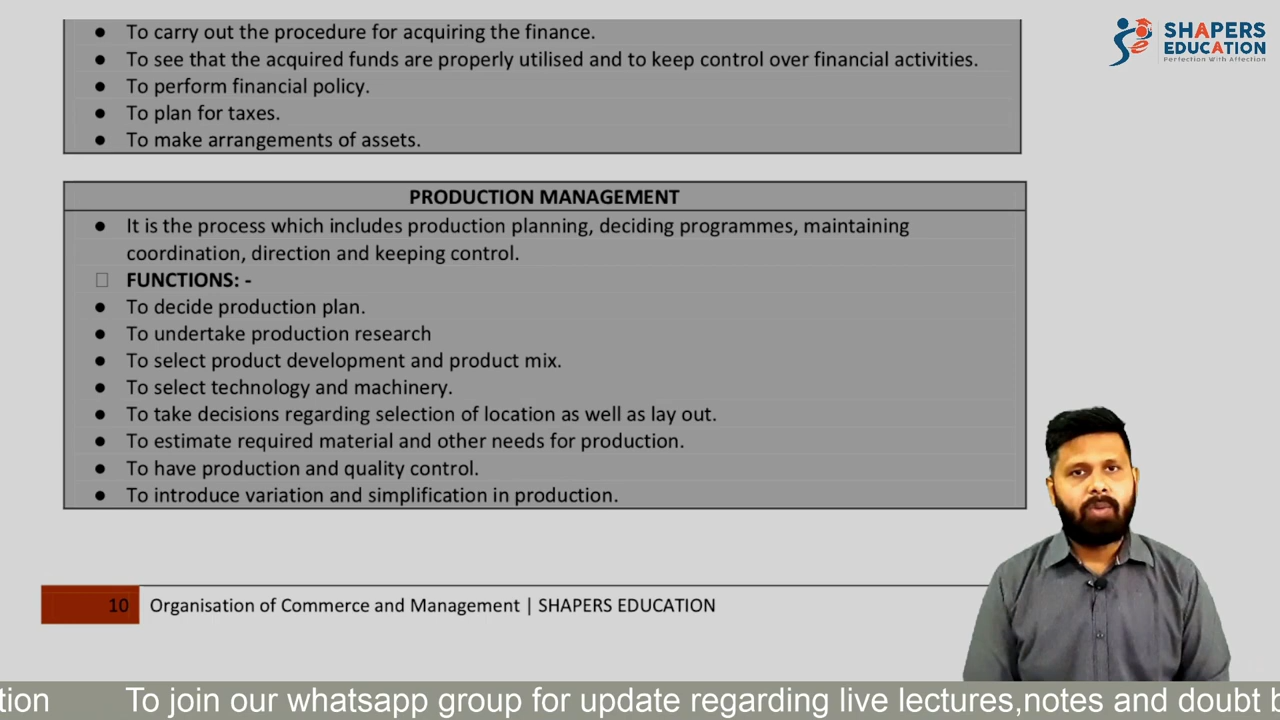 ● To carry out the procedure for acquiring the finance.
● To see that the acquired funds are properly utilised and to keep control over financial activities.
● To perform financial policy.
● To plan for taxes.
● To make arrangements of assets.
SHAPERS
EDUCATION
Perfection With Affection
PRODUCTION MANAGEMENT
● It is the process which includes production planning, deciding programmes, maintaining
coordination, direction and keeping control.
□ FUNCTIONS: -
● To decide production plan.
● To undertake production research
● To select product development and product mix.
● To select technology and machinery.
● To take decisions regarding selection of location as well as lay out.
● To estimate required material and other needs for production.
● To have production and quality control.
● To introduce variation and simplification in production.
10 Organisation of Commerce and Management | SHAPERS EDUCATION
tion To join our whatsapp group for update regarding live lectures,notes and doubt b